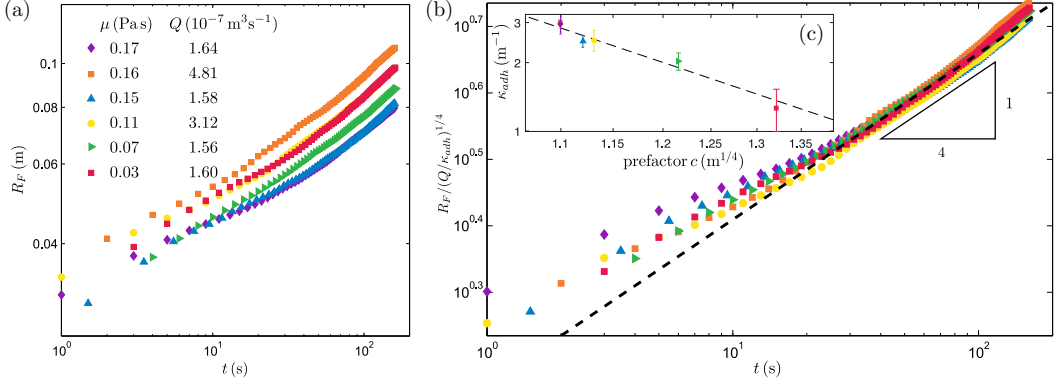 (a)
μ (Pa s) Q (10⁻⁷ m³s⁻¹)
0.17 1.64
0.16 4.81
0.15 1.58
0.11 3.12
0.07 1.56
0.03 1.60
0.1
0.08
0.06
0.04
R_F (m)
10⁰ 10¹ 10²
t (s)
(b)
10^0.7
10^0.6
10^0.5
10^0.4
10^0.3
R_F/(Q/κ_adh)^1/4
10⁰ 10¹ 10²
t (s)
1
4
(c)
3
2
1
κ_adh (m⁻¹)
1.1 1.15 1.2 1.25 1.3 1.35
prefactor c (m^1/4)